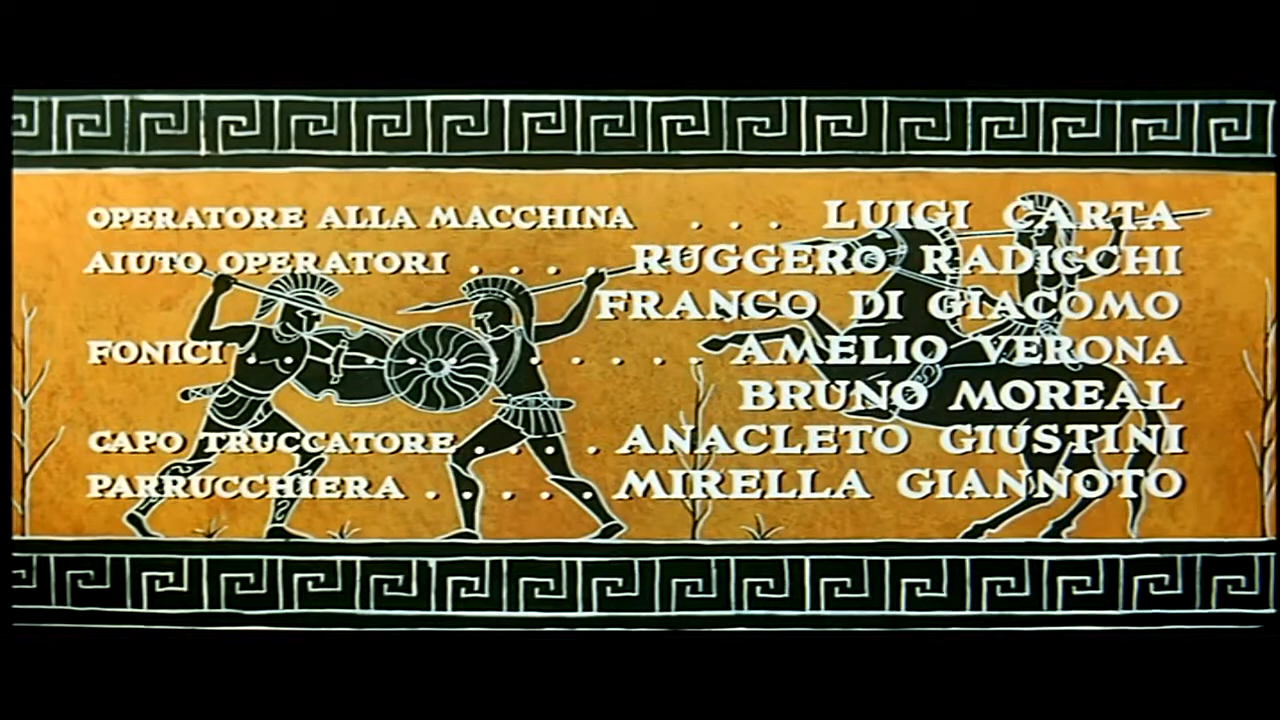 OPERATORE ALLA MACCHINA . . . LUIGI CARTA
AIUTO OPERATORI . . . . RUGGERO RADICCHI
FRANCO DI GIACOMO
FONICI . . . . . . . . . . . . AMELIO VERONA
BRUNO MOREAL
CAPO TRUCCATORE . . . . ANACLETO GIUSTINI
PARRUCCHIERA . . . . . MIRELLA GIANNOTO